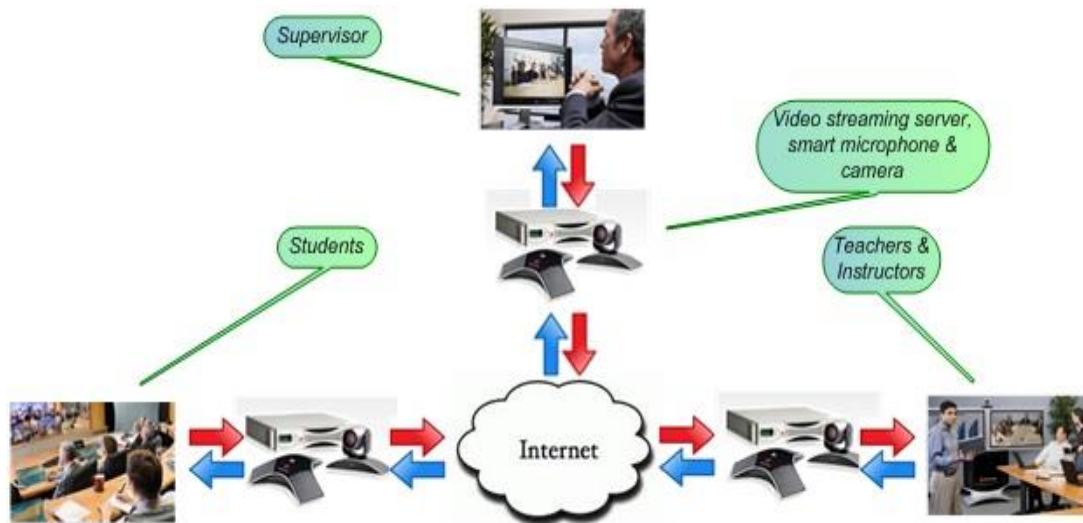 Supervisor
Video streaming server,
smart microphone &
camera
Students
Teachers &
Instructors
Internet